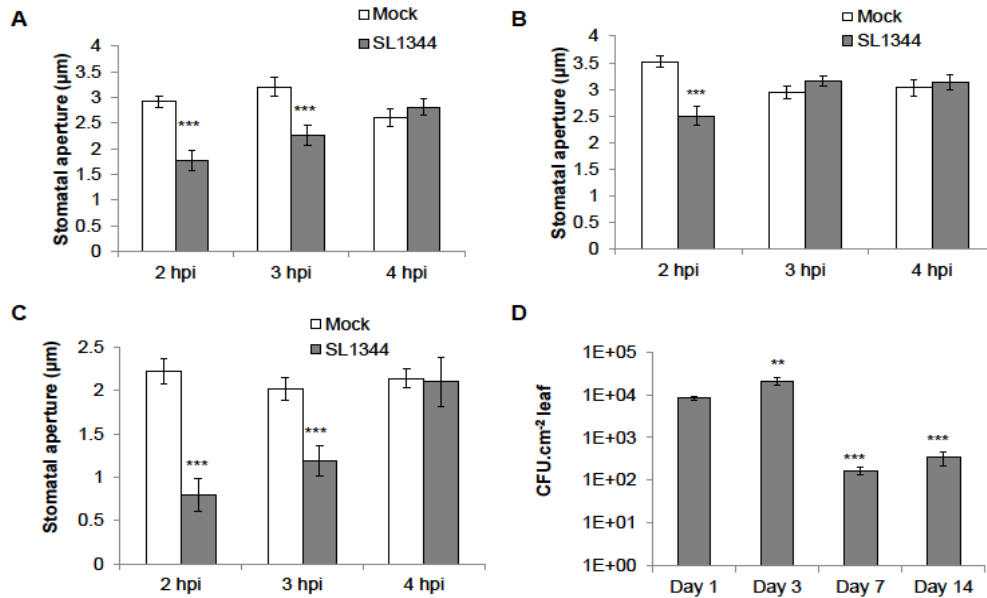 A
Mock
SL1344
Stomatal aperture (µm)
4
3.5
3
2.5
2
1.5
1
0.5
0
***
***
2 hpi
3 hpi
4 hpi
B
Mock
SL1344
Stomatal aperture (µm)
4
3.5
3
2.5
2
1.5
1
0.5
0
***
2 hpi
3 hpi
4 hpi
C
Mock
SL1344
Stomatal aperture (µm)
2.5
2
1.5
1
0.5
0
***
***
2 hpi
3 hpi
4 hpi
D
CFU.cm⁻² leaf
1E+05
1E+04
1E+03
1E+02
1E+01
1E+00
**
***
***
Day 1
Day 3
Day 7
Day 14